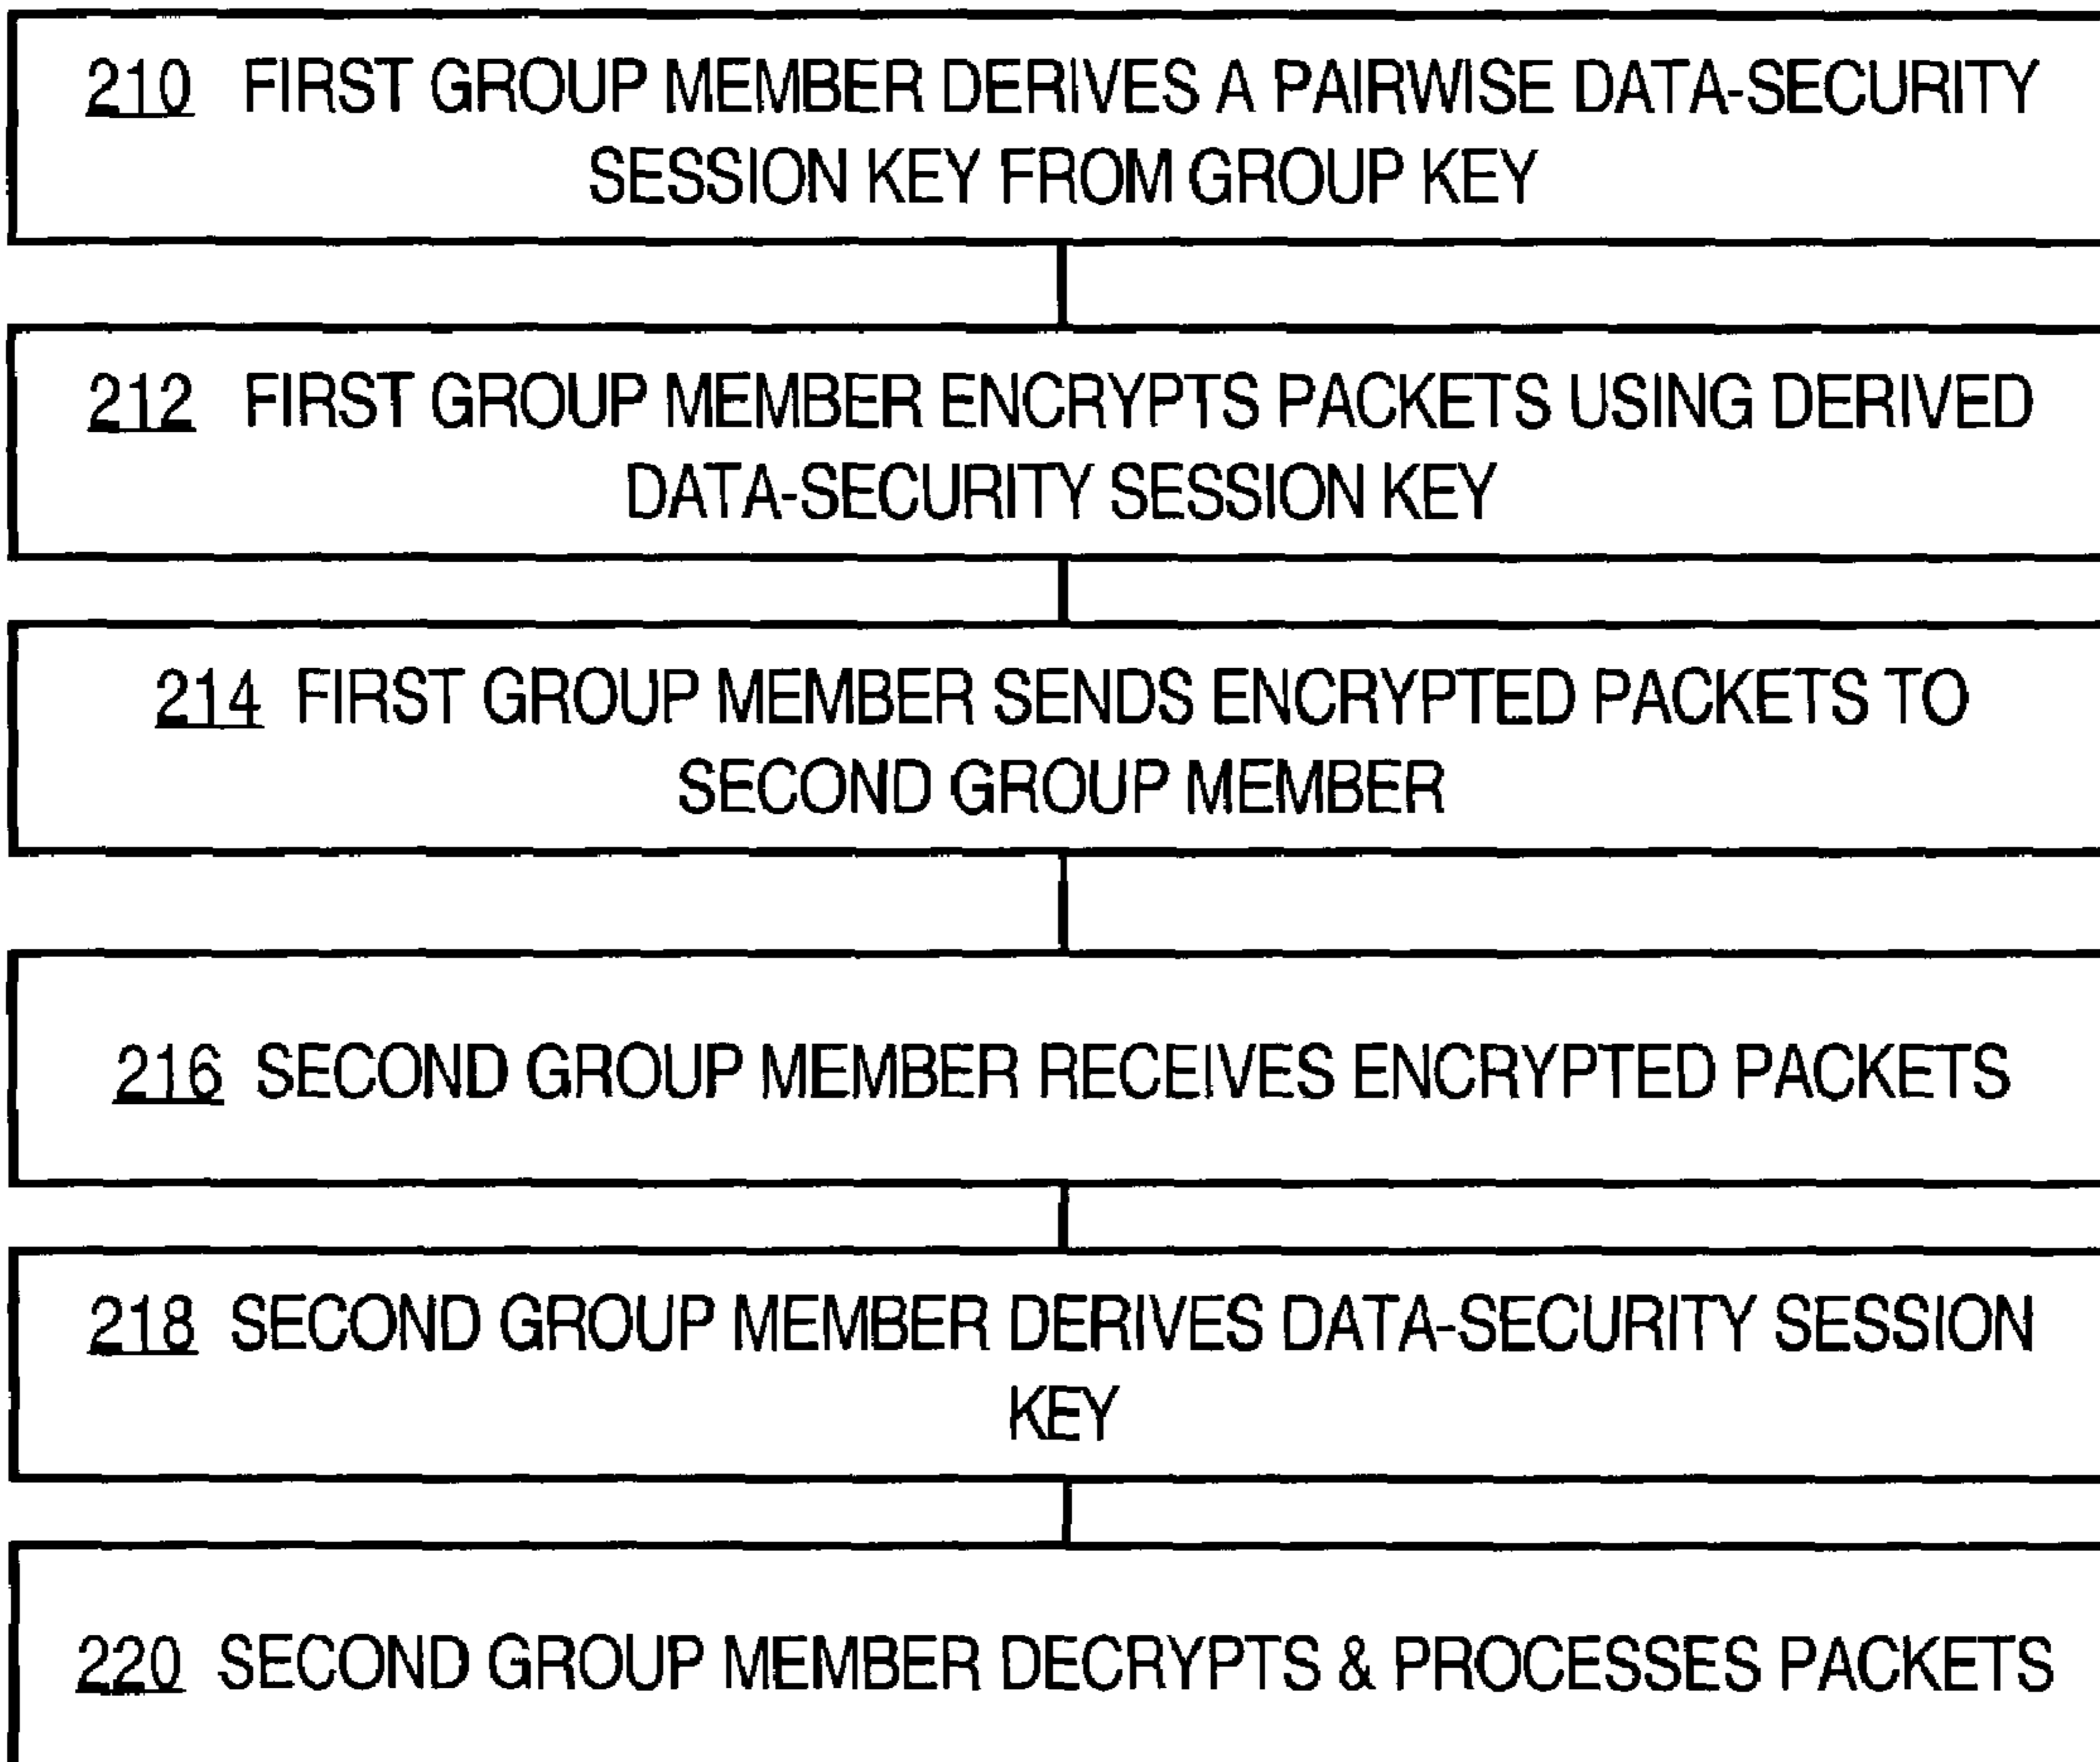 210 FIRST GROUP MEMBER DERIVES A PAIRWISE DATA-SECURITY
SESSION KEY FROM GROUP KEY
212 FIRST GROUP MEMBER ENCRYPTS PACKETS USING DERIVED
DATA-SECURITY SESSION KEY
214 FIRST GROUP MEMBER SENDS ENCRYPTED PACKETS TO
SECOND GROUP MEMBER
216 SECOND GROUP MEMBER RECEIVES ENCRYPTED PACKETS
218 SECOND GROUP MEMBER DERIVES DATA-SECURITY SESSION
KEY
220 SECOND GROUP MEMBER DECRYPTS & PROCESSES PACKETS